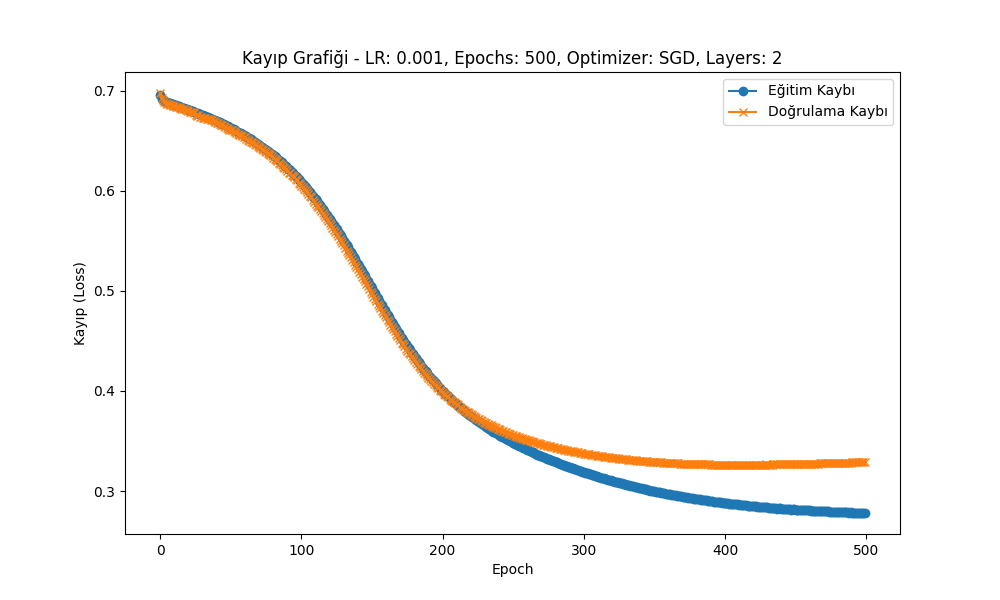 Kayıp Grafiği - LR: 0.001, Epochs: 500, Optimizer: SGD, Layers: 2
Eğitim Kaybı
Doğrulama Kaybı
Kayıp (Loss)
0.7
0.6
0.5
0.4
0.3
0 100 200 300 400 500
Epoch